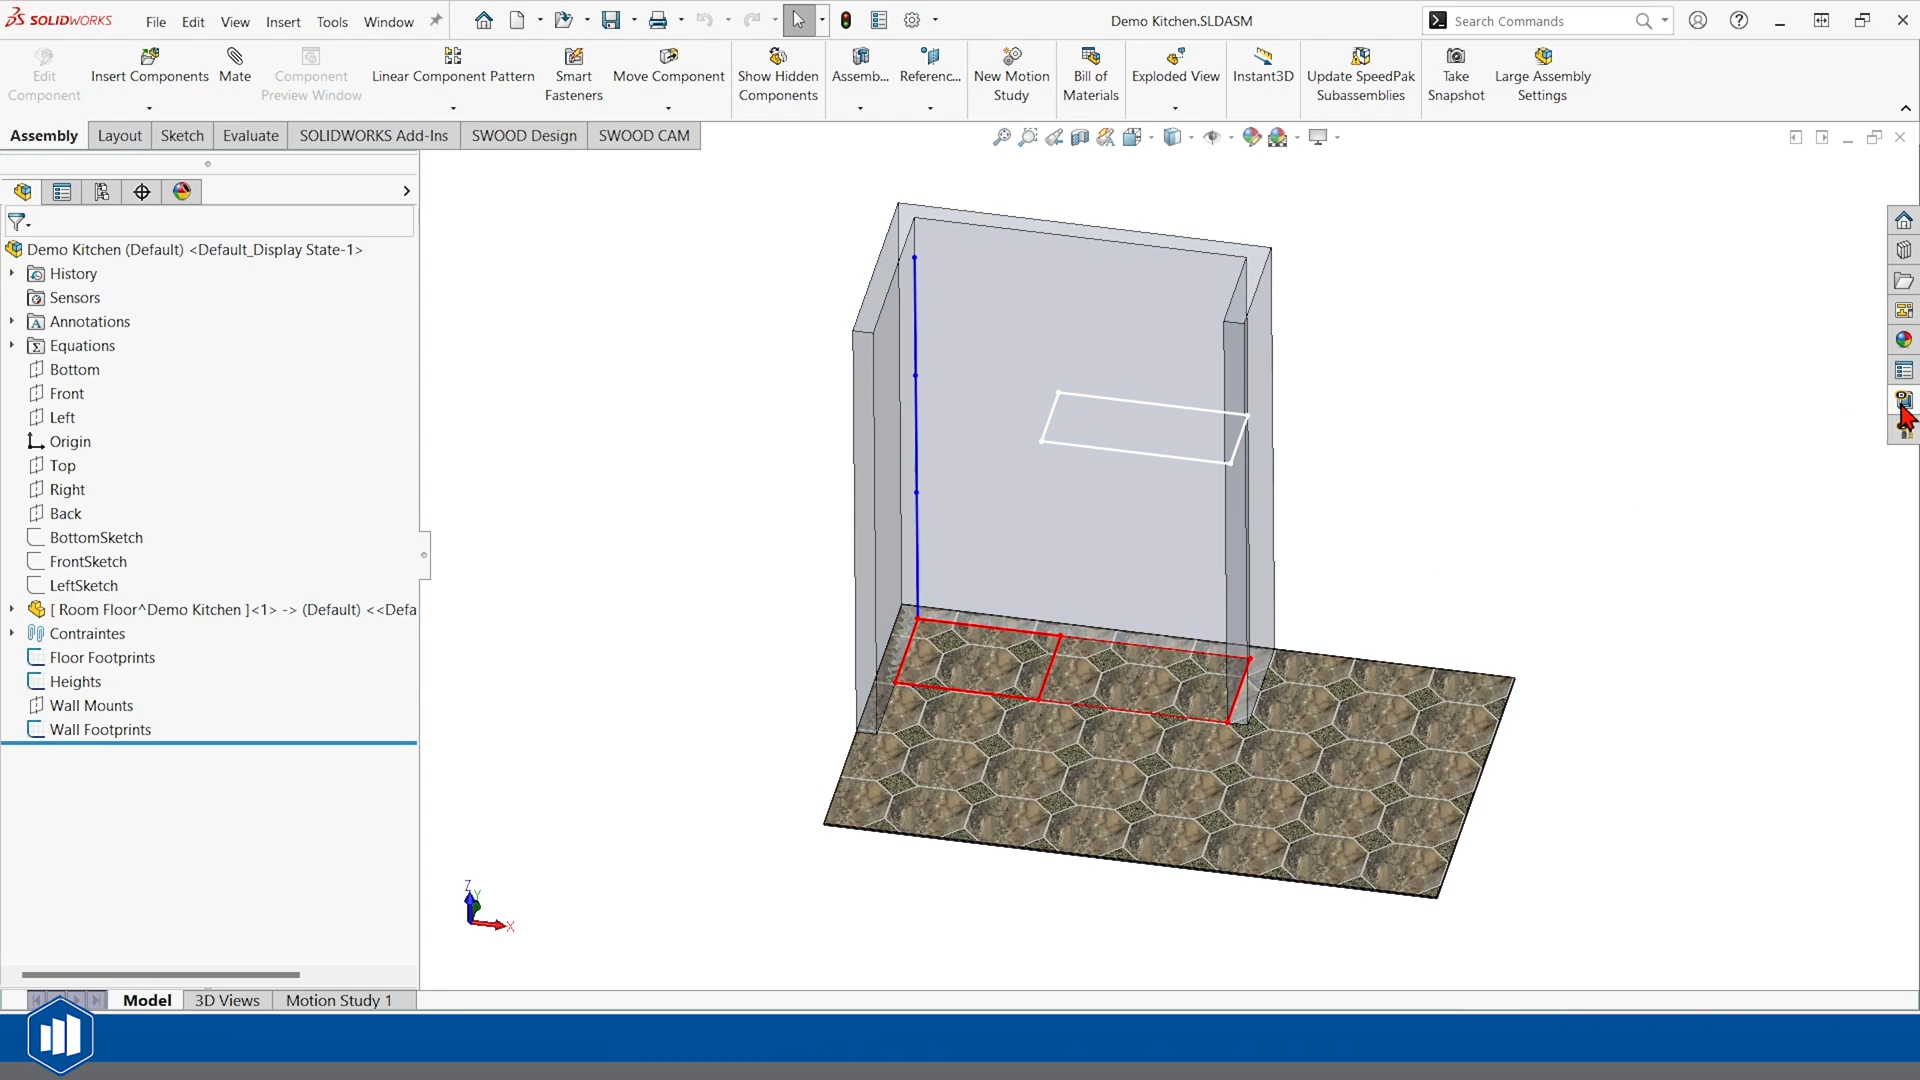 SOLIDWORKS File Edit View Insert Tools Window Demo Kitchen.SLDASM Search Commands
Edit Component
Insert Components
Mate
Component Preview Window
Linear Component Pattern
Smart Fasteners
Move Component
Show Hidden Components
Assemb...
Referenc...
New Motion Study
Bill of Materials
Exploded View
Instant3D
Update SpeedPak Subassemblies
Take Snapshot
Large Assembly Settings
Assembly Layout Sketch Evaluate SOLIDWORKS Add-Ins SWOOD Design SWOOD CAM
Demo Kitchen (Default) <Default_Display State-1>
History
Sensors
Annotations
Equations
Bottom
Front
Left
Origin
Top
Right
Back
BottomSketch
FrontSketch
LeftSketch
[ Room Floor^Demo Kitchen ]<1> -> (Default) <<Defa
Contraintes
Floor Footprints
Heights
Wall Mounts
Wall Footprints
Z
Y
X
Model 3D Views Motion Study 1